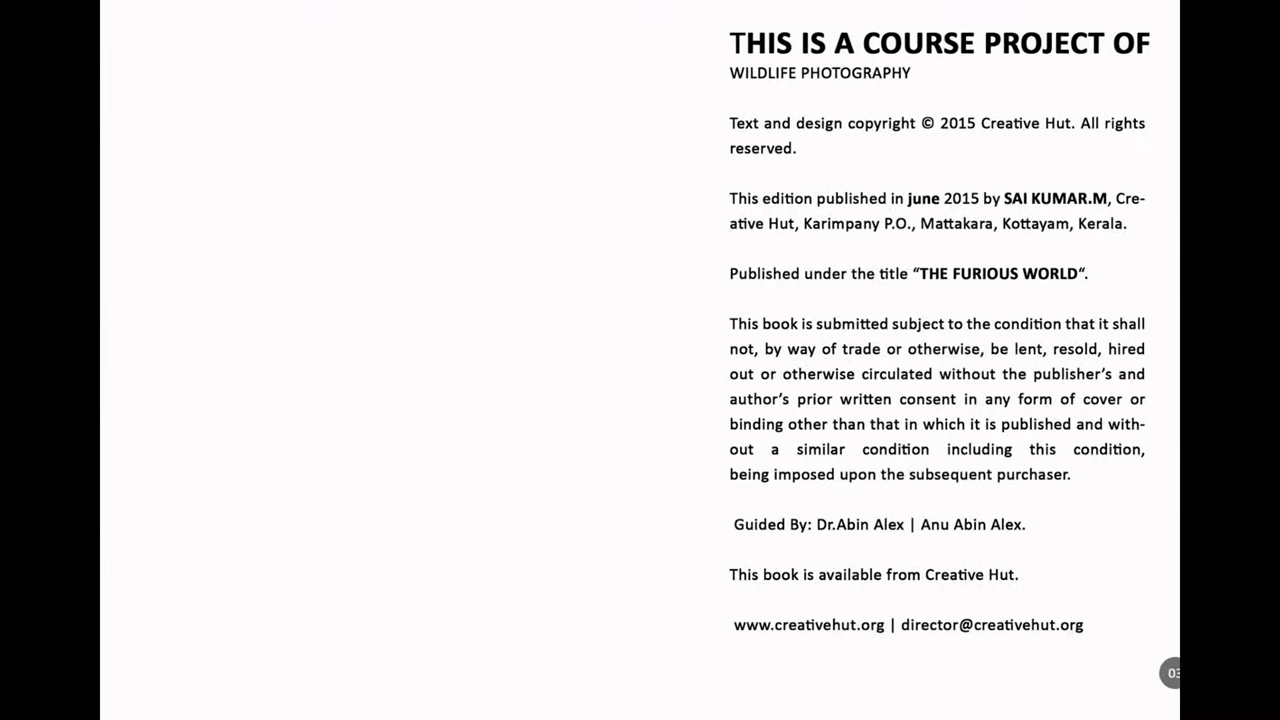 THIS IS A COURSE PROJECT OF
WILDLIFE PHOTOGRAPHY
Text and design copyright © 2015 Creative Hut. All rights
reserved.
This edition published in june 2015 by SAI KUMAR.M, Cre-
ative Hut, Karimpany P.O., Mattakara, Kottayam, Kerala.
Published under the title “THE FURIOUS WORLD“.
This book is submitted subject to the condition that it shall
not, by way of trade or otherwise, be lent, resold, hired
out or otherwise circulated without the publisher’s and
author’s prior written consent in any form of cover or
binding other than that in which it is published and with-
out a similar condition including this condition,
being imposed upon the subsequent purchaser.
Guided By: Dr.Abin Alex | Anu Abin Alex.
This book is available from Creative Hut.
www.creativehut.org | director@creativehut.org
03